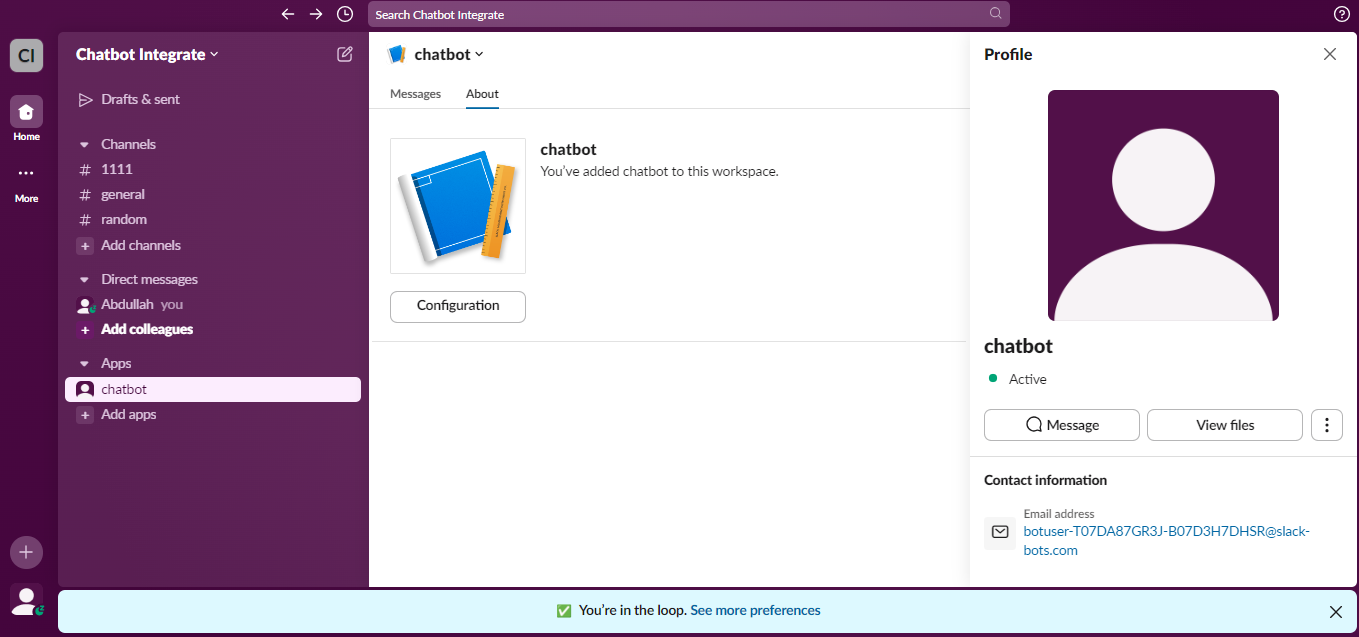 Search Chatbot Integrate
CI
Home
More
Chatbot Integrate
Drafts & sent
Channels
# 1111
# general
# random
+ Add channels
Direct messages
Abdullah you
+ Add colleagues
Apps
chatbot
+ Add apps
chatbot
Messages About
chatbot
You've added chatbot to this workspace.
Configuration
Profile
chatbot
Active
Message
View files
Contact information
Email address
botuser-T07DA87GR3J-B07D3H7DHSR@slack-
bots.com
You're in the loop. See more preferences